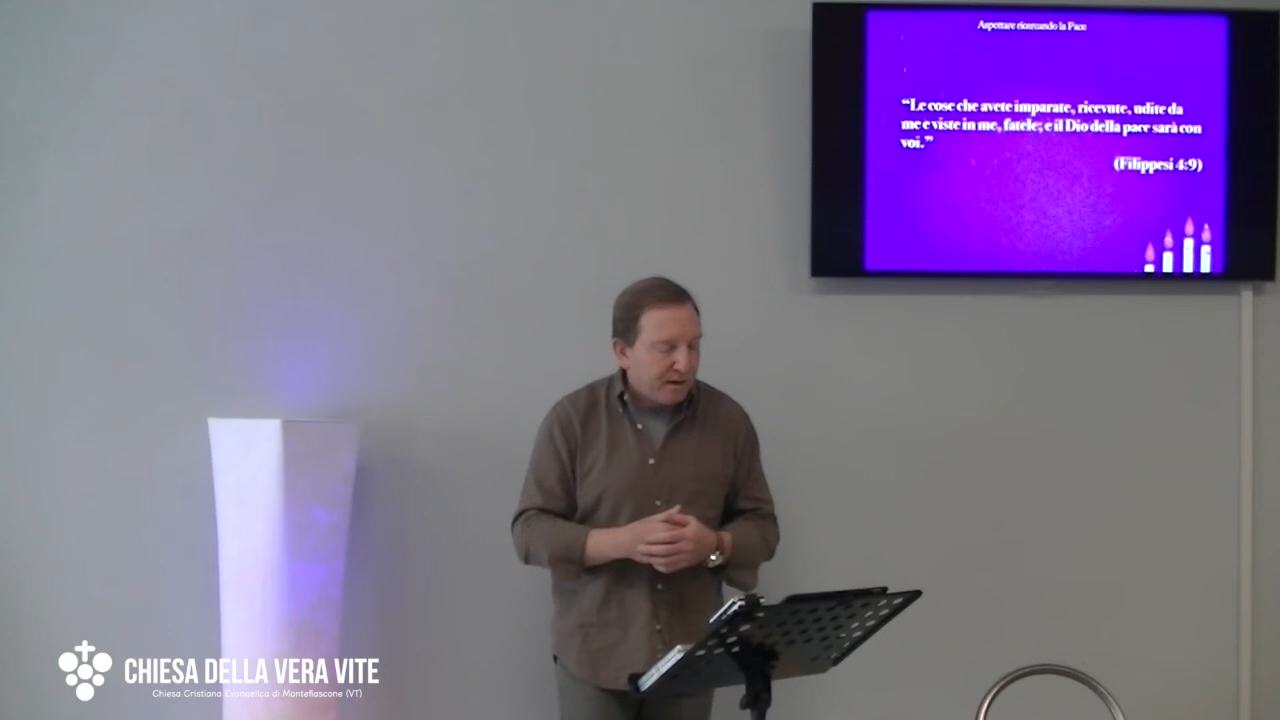 Aspettare ricercando la Pace
“Le cose che avete imparate, ricevute, udite da
me e viste in me, fatele; e il Dio della pace sarà con
voi.”
(Filippesi 4:9)
CHIESA DELLA VERA VITE
Chiesa Cristiana Evangelica di Montefiascone (VT)